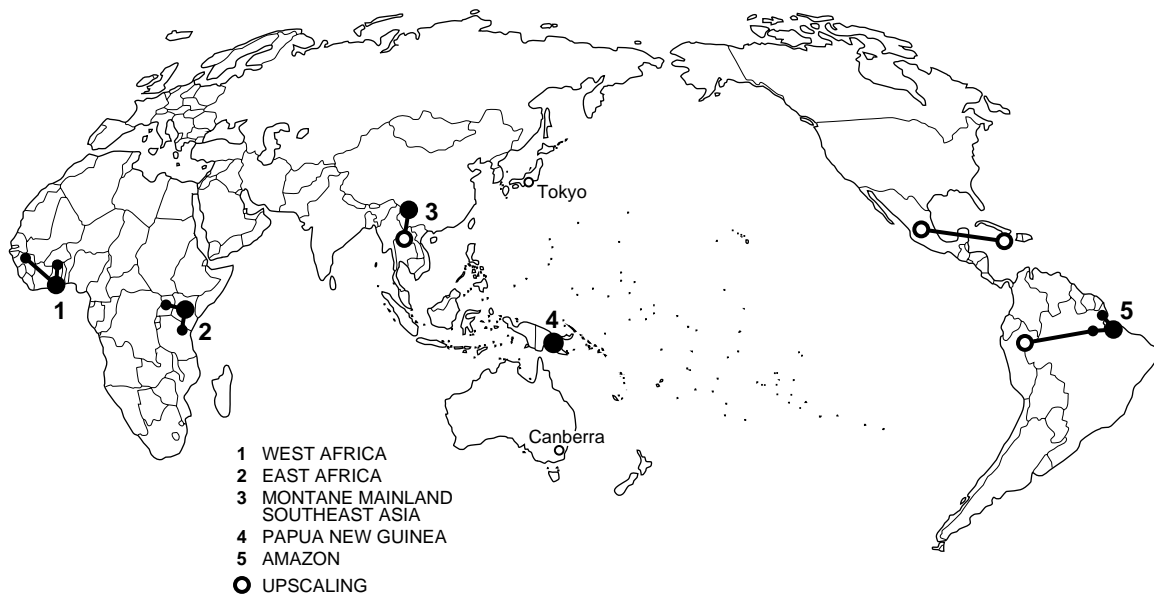 Tokyo
3
1
2
4
5
Canberra
1 WEST AFRICA
2 EAST AFRICA
3 MONTANE MAINLAND
SOUTHEAST ASIA
4 PAPUA NEW GUINEA
5 AMAZON
UPSCALING